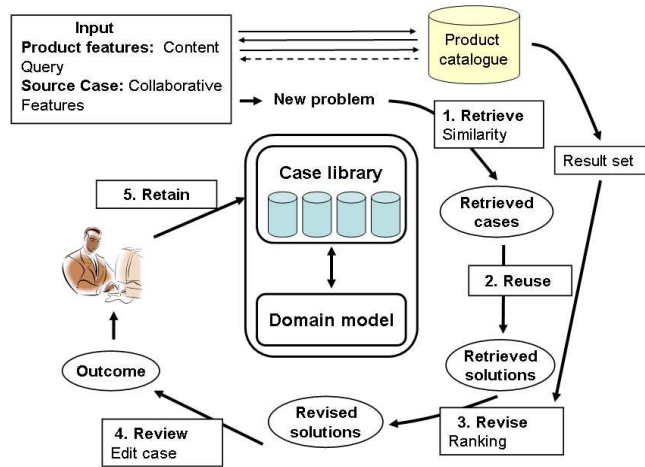 Input
Product features: Content
Query
Source Case: Collaborative
Features
Product
catalogue
New problem
1. Retrieve
Similarity
Result set
Case library
5. Retain
Retrieved
cases
2. Reuse
Domain model
Retrieved
solutions
Outcome
Revised
solutions
3. Revise
Ranking
4. Review
Edit case